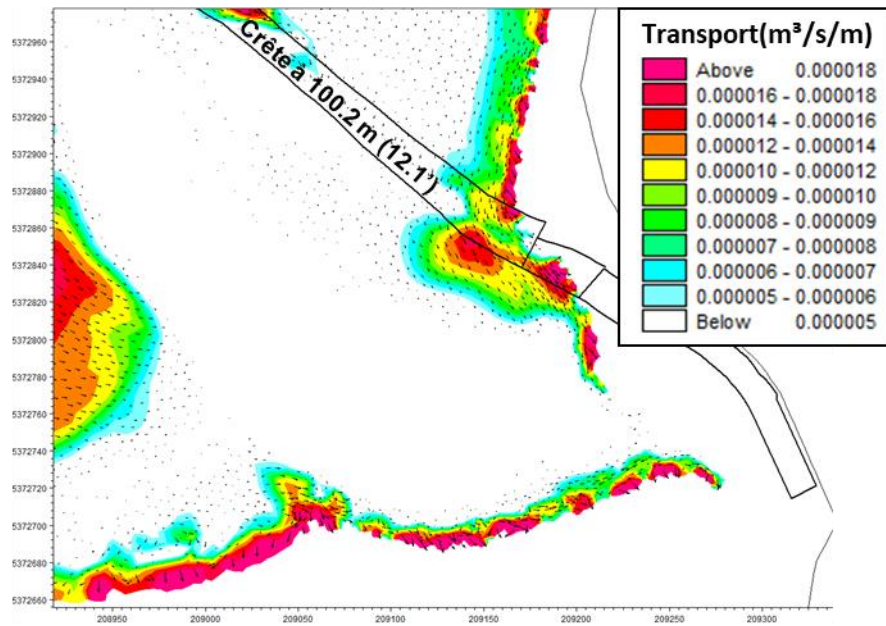 Transport(m³/s/m)
Above 0.000018
0.000016 - 0.000018
0.000014 - 0.000016
0.000012 - 0.000014
0.000010 - 0.000012
0.000009 - 0.000010
0.000008 - 0.000009
0.000007 - 0.000008
0.000006 - 0.000007
0.000005 - 0.000006
Below 0.000005
Crête à 100.2 m (12.1')
5372960
5372940
5372920
5372900
5372880
5372860
5372840
5372820
5372800
5372780
5372760
5372740
5372720
5372700
5372680
5372660
208950
209000
209050
209100
209150
209200
209250
209300